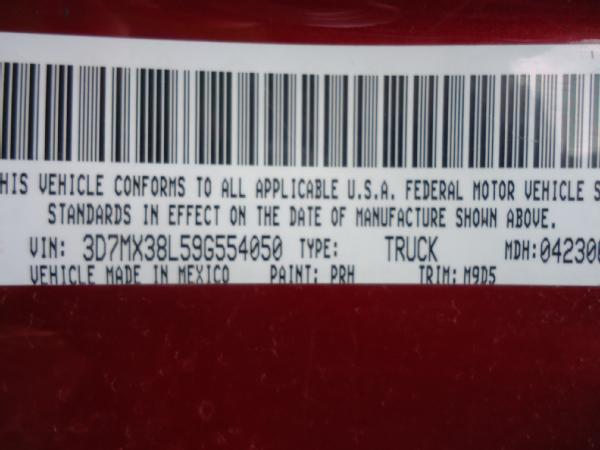 HIS VEHICLE CONFORMS TO ALL APPLICABLE U.S.A. FEDERAL MOTOR VEHICLE S
STANDARDS IN EFFECT ON THE DATE OF MANUFACTURE SHOWN ABOVE.
VIN: 3D7MX38L59G554050 TYPE: TRUCK MDH:04230
VEHICLE MADE IN MEXICO PAINT: PRH TRIM: M9D5